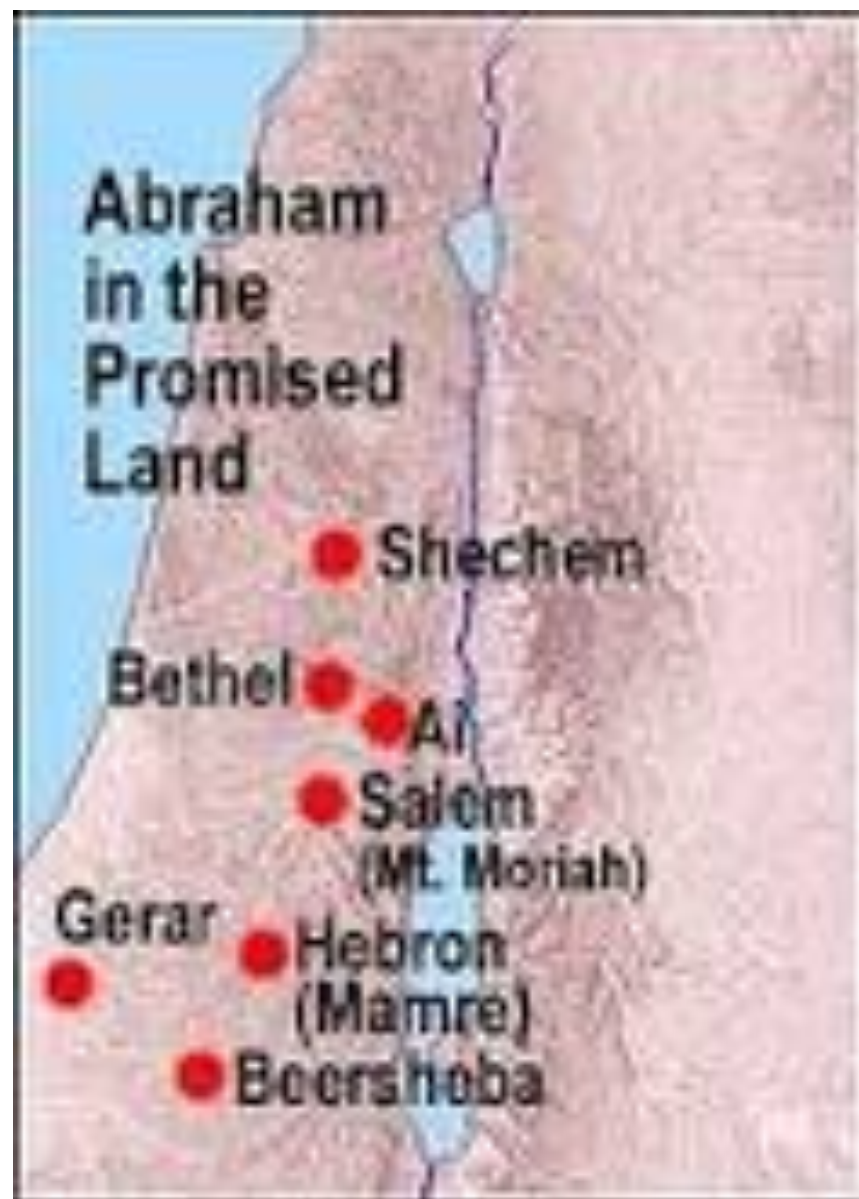 Abraham
in the
Promised
Land
Shechem
Bethel
Ai
Salem
(Mt. Moriah)
Gerar
Hebron
(Mamre)
Beersheba